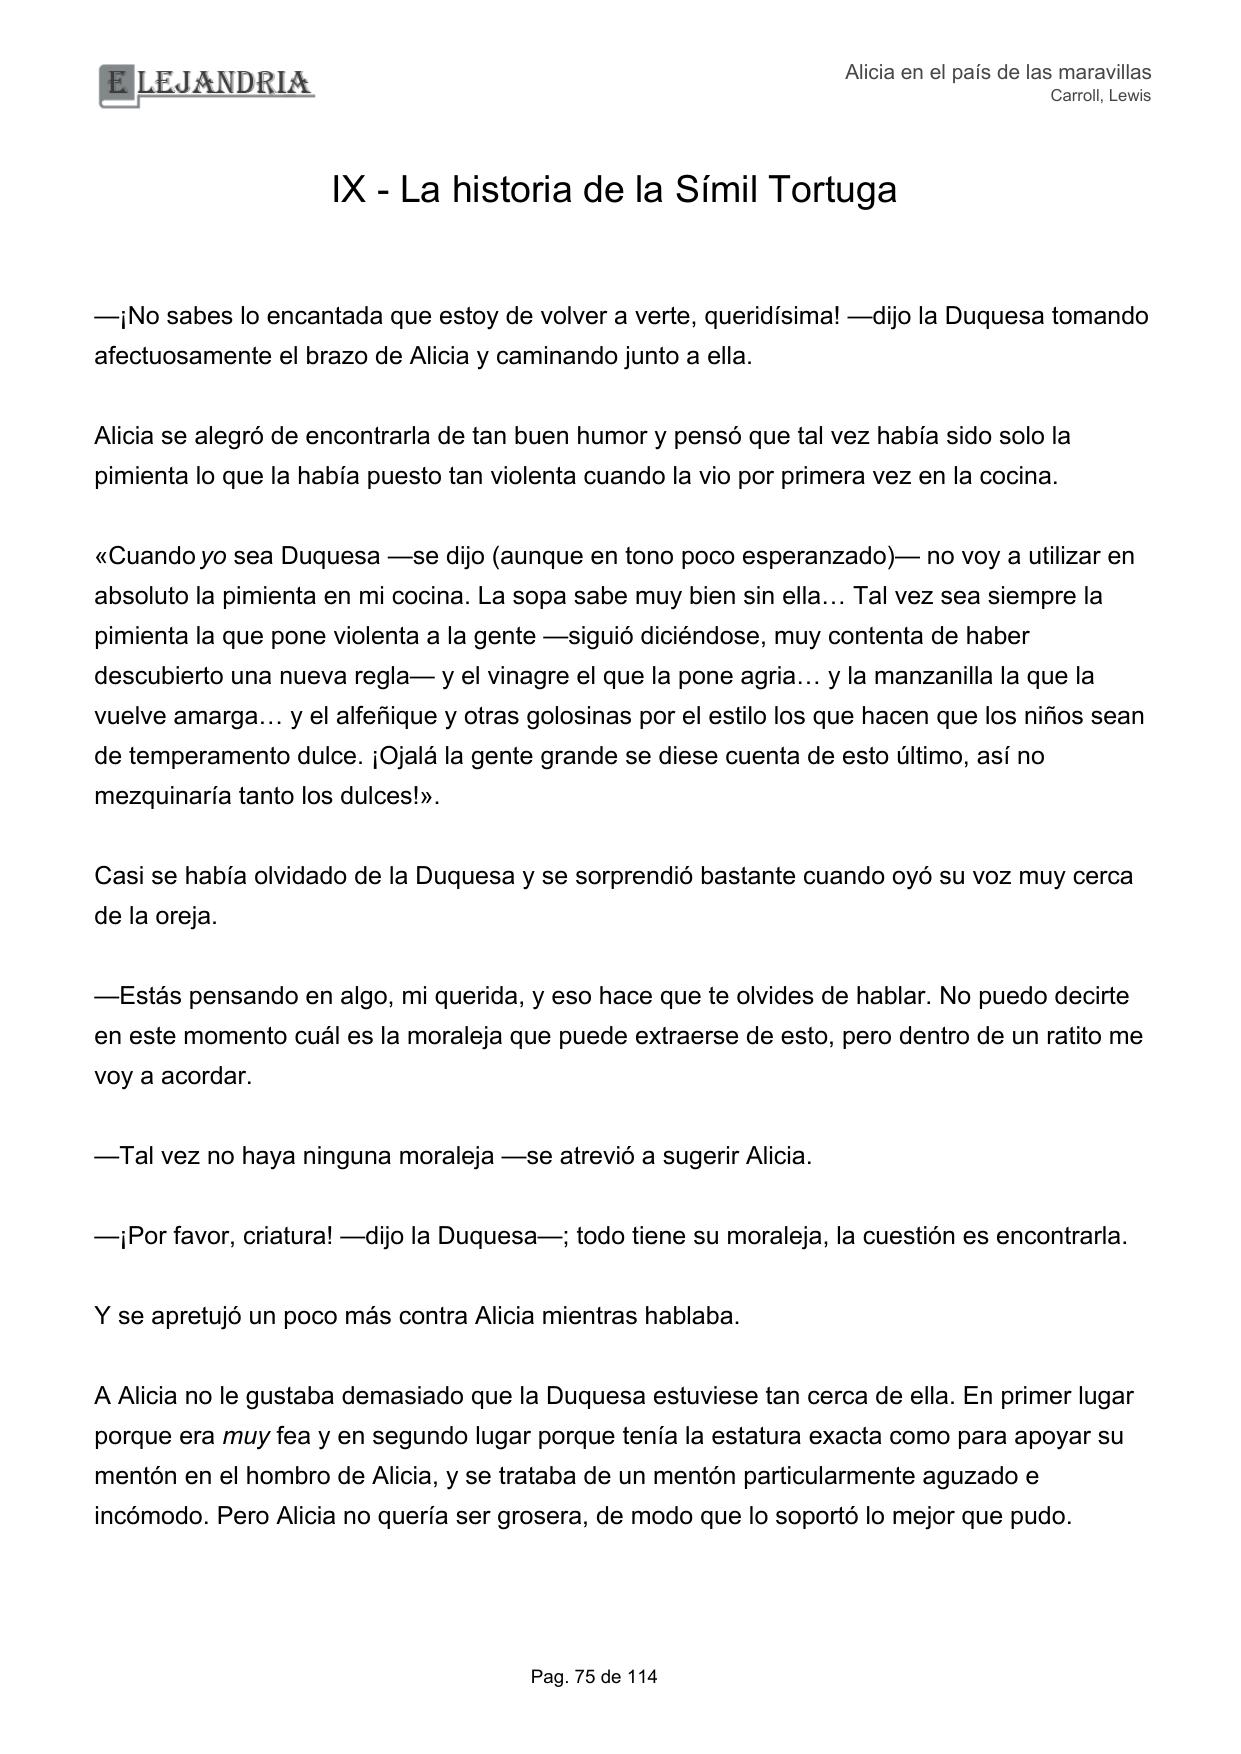 ELEJANDRIA
Alicia en el país de las maravillas
Carroll, Lewis
IX - La historia de la Símil Tortuga
—¡No sabes lo encantada que estoy de volver a verte, queridísima! —dijo la Duquesa tomando
afectuosamente el brazo de Alicia y caminando junto a ella.
Alicia se alegró de encontrarla de tan buen humor y pensó que tal vez había sido solo la
pimienta lo que la había puesto tan violenta cuando la vio por primera vez en la cocina.
«Cuando yo sea Duquesa —se dijo (aunque en tono poco esperanzado)— no voy a utilizar en
absoluto la pimienta en mi cocina. La sopa sabe muy bien sin ella… Tal vez sea siempre la
pimienta la que pone violenta a la gente —siguió diciéndose, muy contenta de haber
descubierto una nueva regla— y el vinagre el que la pone agria… y la manzanilla la que la
vuelve amarga… y el alfeñique y otras golosinas por el estilo los que hacen que los niños sean
de temperamento dulce. ¡Ojalá la gente grande se diese cuenta de esto último, así no
mezquinaría tanto los dulces!».
Casi se había olvidado de la Duquesa y se sorprendió bastante cuando oyó su voz muy cerca
de la oreja.
—Estás pensando en algo, mi querida, y eso hace que te olvides de hablar. No puedo decirte
en este momento cuál es la moraleja que puede extraerse de esto, pero dentro de un ratito me
voy a acordar.
—Tal vez no haya ninguna moraleja —se atrevió a sugerir Alicia.
—¡Por favor, criatura! —dijo la Duquesa—; todo tiene su moraleja, la cuestión es encontrarla.
Y se apretujó un poco más contra Alicia mientras hablaba.
A Alicia no le gustaba demasiado que la Duquesa estuviese tan cerca de ella. En primer lugar
porque era muy fea y en segundo lugar porque tenía la estatura exacta como para apoyar su
mentón en el hombro de Alicia, y se trataba de un mentón particularmente aguzado e
incómodo. Pero Alicia no quería ser grosera, de modo que lo soportó lo mejor que pudo.
Pag. 75 de 114